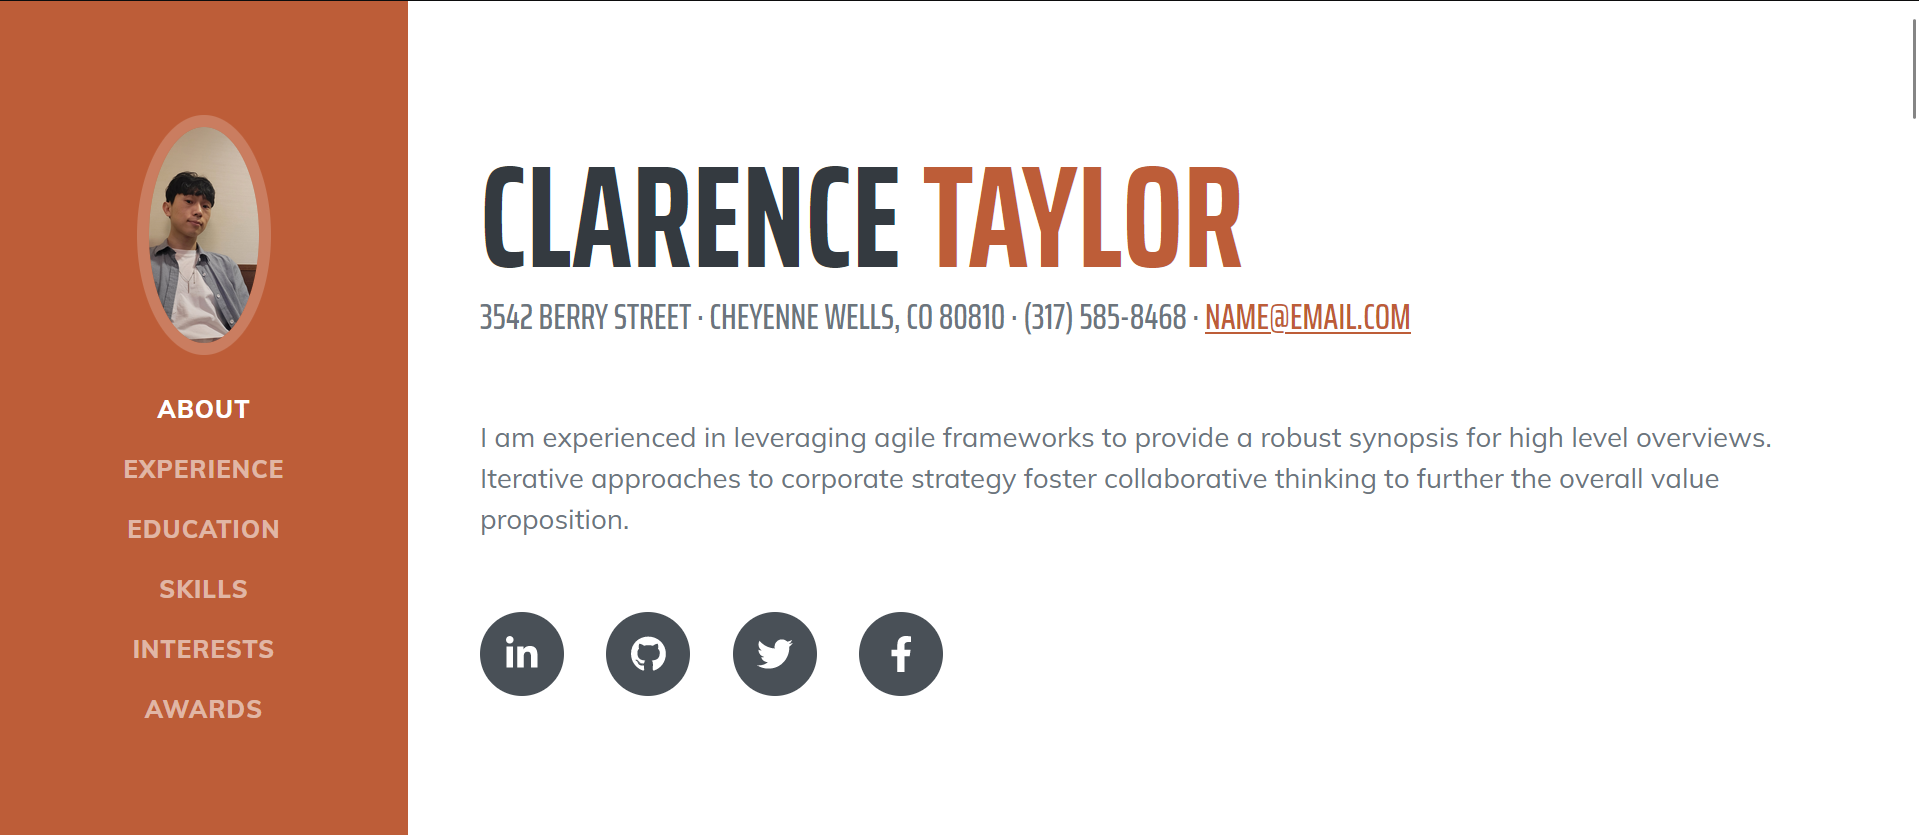 ABOUT
EXPERIENCE
EDUCATION
SKILLS
INTERESTS
AWARDS
CLARENCE TAYLOR
3542 BERRY STREET · CHEYENNE WELLS, CO 80810 · (317) 585-8468 · NAME@EMAIL.COM
I am experienced in leveraging agile frameworks to provide a robust synopsis for high level overviews.
Iterative approaches to corporate strategy foster collaborative thinking to further the overall value
proposition.